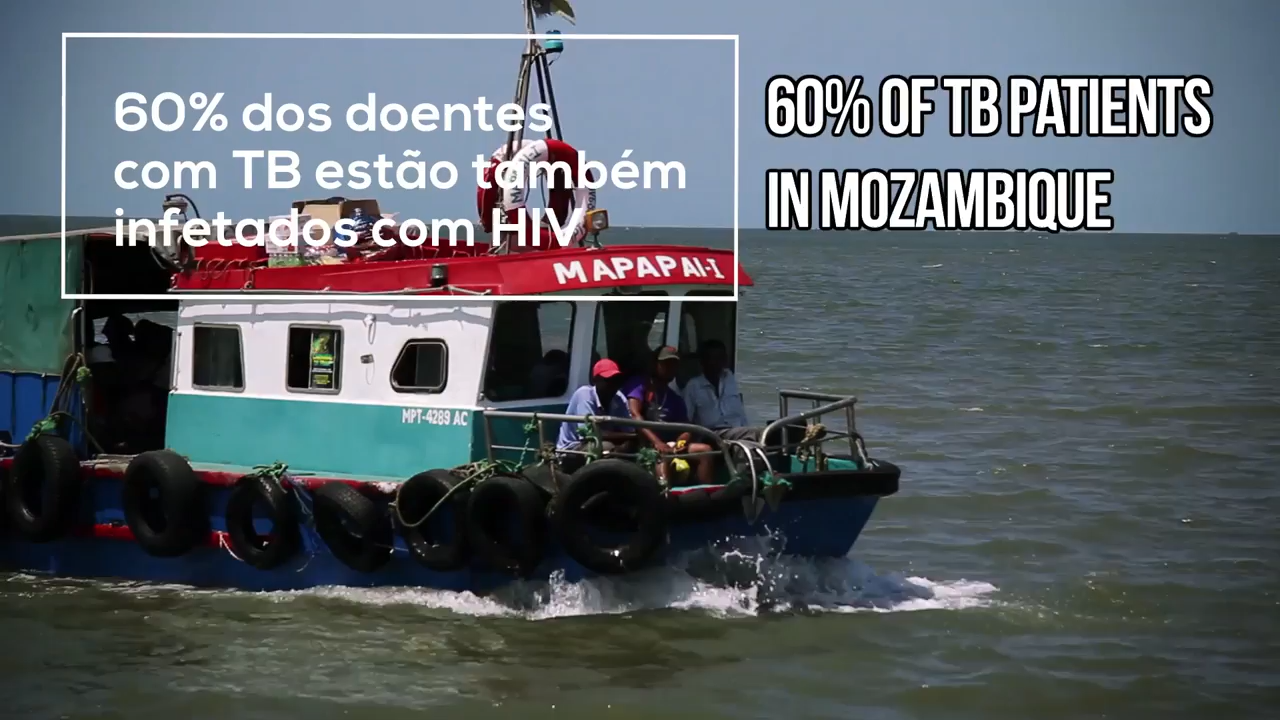 60% dos doentes
com TB estão também
infetados com HIV
60% OF TB PATIENTS
IN MOZAMBIQUE
MAPAPAI-I
MPT-4289 AC